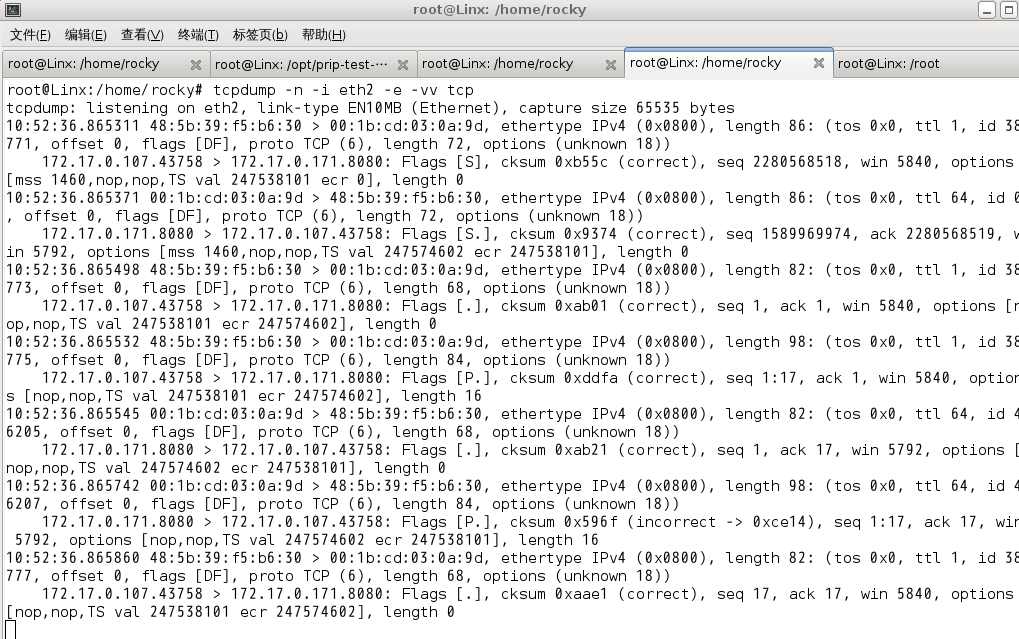 root@Linx: /home/rocky
文件(F) 编辑(E) 查看(V) 终端(T) 标签页(b) 帮助(H)
root@Linx: /home/rocky root@Linx: /opt/prip-test-··· root@Linx: /home/rocky root@Linx: /home/rocky root@Linx: /root
root@Linx:/home/rocky# tcpdump -n -i eth2 -e -vv tcp
tcpdump: listening on eth2, link-type EN10MB (Ethernet), capture size 65535 bytes
10:52:36.865311 48:5b:39:f5:b6:30 > 00:1b:cd:03:0a:9d, ethertype IPv4 (0x0800), length 86: (tos 0x0, ttl 1, id 38
771, offset 0, flags [DF], proto TCP (6), length 72, options (unknown 18))
172.17.0.107.43758 > 172.17.0.171.8080: Flags [S], cksum 0xb55c (correct), seq 2280568518, win 5840, options
[mss 1460,nop,nop,TS val 247538101 ecr 0], length 0
10:52:36.865371 00:1b:cd:03:0a:9d > 48:5b:39:f5:b6:30, ethertype IPv4 (0x0800), length 86: (tos 0x0, ttl 64, id 0
, offset 0, flags [DF], proto TCP (6), length 72, options (unknown 18))
172.17.0.171.8080 > 172.17.0.107.43758: Flags [S.], cksum 0x9374 (correct), seq 1589969974, ack 2280568519, w
in 5792, options [mss 1460,nop,nop,TS val 247574602 ecr 247538101], length 0
10:52:36.865498 48:5b:39:f5:b6:30 > 00:1b:cd:03:0a:9d, ethertype IPv4 (0x0800), length 82: (tos 0x0, ttl 1, id 38
773, offset 0, flags [DF], proto TCP (6), length 68, options (unknown 18))
172.17.0.107.43758 > 172.17.0.171.8080: Flags [.], cksum 0xab01 (correct), seq 1, ack 1, win 5840, options [n
op,nop,TS val 247538101 ecr 247574602], length 0
10:52:36.865532 48:5b:39:f5:b6:30 > 00:1b:cd:03:0a:9d, ethertype IPv4 (0x0800), length 98: (tos 0x0, ttl 1, id 38
775, offset 0, flags [DF], proto TCP (6), length 84, options (unknown 18))
172.17.0.107.43758 > 172.17.0.171.8080: Flags [P.], cksum 0xddfa (correct), seq 1:17, ack 1, win 5840, option
s [nop,nop,TS val 247538101 ecr 247574602], length 16
10:52:36.865545 00:1b:cd:03:0a:9d > 48:5b:39:f5:b6:30, ethertype IPv4 (0x0800), length 82: (tos 0x0, ttl 64, id 4
6205, offset 0, flags [DF], proto TCP (6), length 68, options (unknown 18))
172.17.0.171.8080 > 172.17.0.107.43758: Flags [.], cksum 0xab21 (correct), seq 1, ack 17, win 5792, options [
nop,nop,TS val 247574602 ecr 247538101], length 0
10:52:36.865742 00:1b:cd:03:0a:9d > 48:5b:39:f5:b6:30, ethertype IPv4 (0x0800), length 98: (tos 0x0, ttl 64, id 4
6207, offset 0, flags [DF], proto TCP (6), length 84, options (unknown 18))
172.17.0.171.8080 > 172.17.0.107.43758: Flags [P.], cksum 0x596f (incorrect -> 0xce14), seq 1:17, ack 17, win
5792, options [nop,nop,TS val 247574602 ecr 247538101], length 16
10:52:36.865860 48:5b:39:f5:b6:30 > 00:1b:cd:03:0a:9d, ethertype IPv4 (0x0800), length 82: (tos 0x0, ttl 1, id 38
777, offset 0, flags [DF], proto TCP (6), length 68, options (unknown 18))
172.17.0.107.43758 > 172.17.0.171.8080: Flags [.], cksum 0xaae1 (correct), seq 17, ack 17, win 5840, options
[nop,nop,TS val 247538101 ecr 247574602], length 0